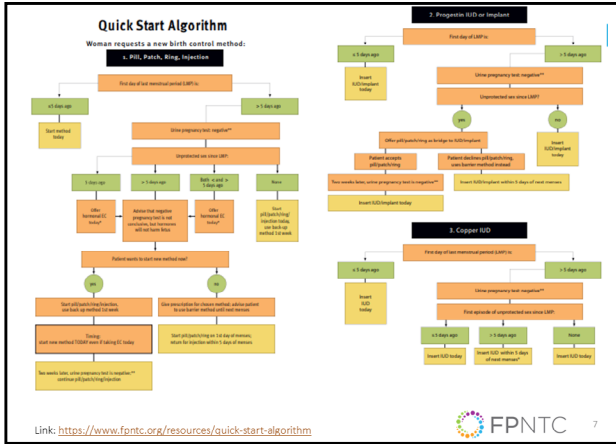 Quick Start Algorithm
Woman requests a new birth control method:
1. Pill, Patch, Ring, Injection
First day of last menstrual period (LMP) is:
≤5 days ago
> 5 days ago
Start method
today
Urine pregnancy test: negative**
Unprotected sex since LMP?
5 days ago
> 5 days ago
Both ≤ and >
5 days ago
None
Offer
hormonal EC
today*
Advise that negative
pregnancy test is not
conclusive, but hormones
will not harm fetus
Offer
hormonal EC
today*
Start
pill/patch/ring/
injection today,
use back up
method 1st week
Patient wants to start new method now?
yes
no
Start pill/patch/ring/injection,
use back up method 1st week
Give prescription for chosen method: advise patient
to use barrier method until next menses
Timing:
start new method TODAY even if taking EC today
Start pill/patch/ring on 1st day of menses;
return for injection within 5 days of menses.
Two weeks later, urine pregnancy test is negative:**
continue pill/patch/ring/injection
2. Progestin IUD or Implant
First day of LMP is:
≤ 5 days ago
> 5 days ago
Insert
IUD/implant
today
Urine pregnancy test: negative**
Unprotected sex since LMP?
yes
no
Offer pill/patch/ring as bridge to IUD/implant
Insert
IUD/implant
today
Patient accepts
pill/patch/ring
Patient declines pill/patch/ring,
uses barrier method instead
Two weeks later, urine pregnancy test is negative**
Insert IUD/implant within 5 days of next menses
Insert IUD/implant today
3. Copper IUD
First day of last menstrual period (LMP) is:
≤ 5 days ago
> 5 days ago
Insert
IUD
today
Urine pregnancy test: negative**
First episode of unprotected sex since LMP:
≤5 days ago
> 5 days ago
None
Insert IUD today
Insert IUD within 5 days
of next menses*
Insert IUD today
Link: https://www.fpntc.org/resources/quick-start-algorithm
FPNTC
7